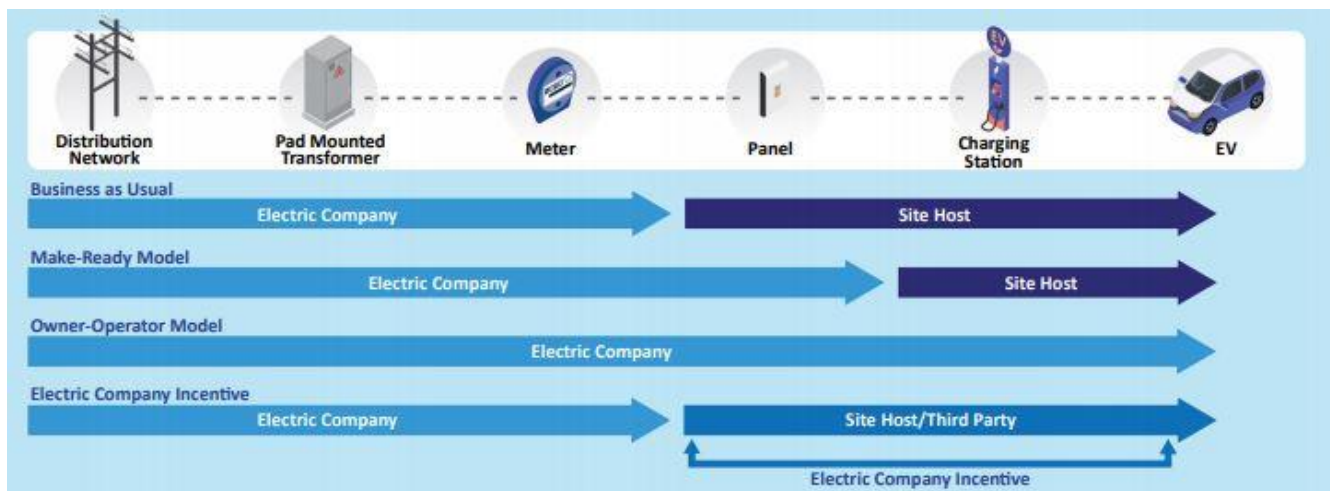 EV
Distribution
Network
Pad Mounted
Transformer
Meter
Panel
Charging
Station
EV
Business as Usual
Electric Company
Site Host
Make-Ready Model
Electric Company
Site Host
Owner-Operator Model
Electric Company
Electric Company Incentive
Electric Company
Site Host/Third Party
Electric Company Incentive